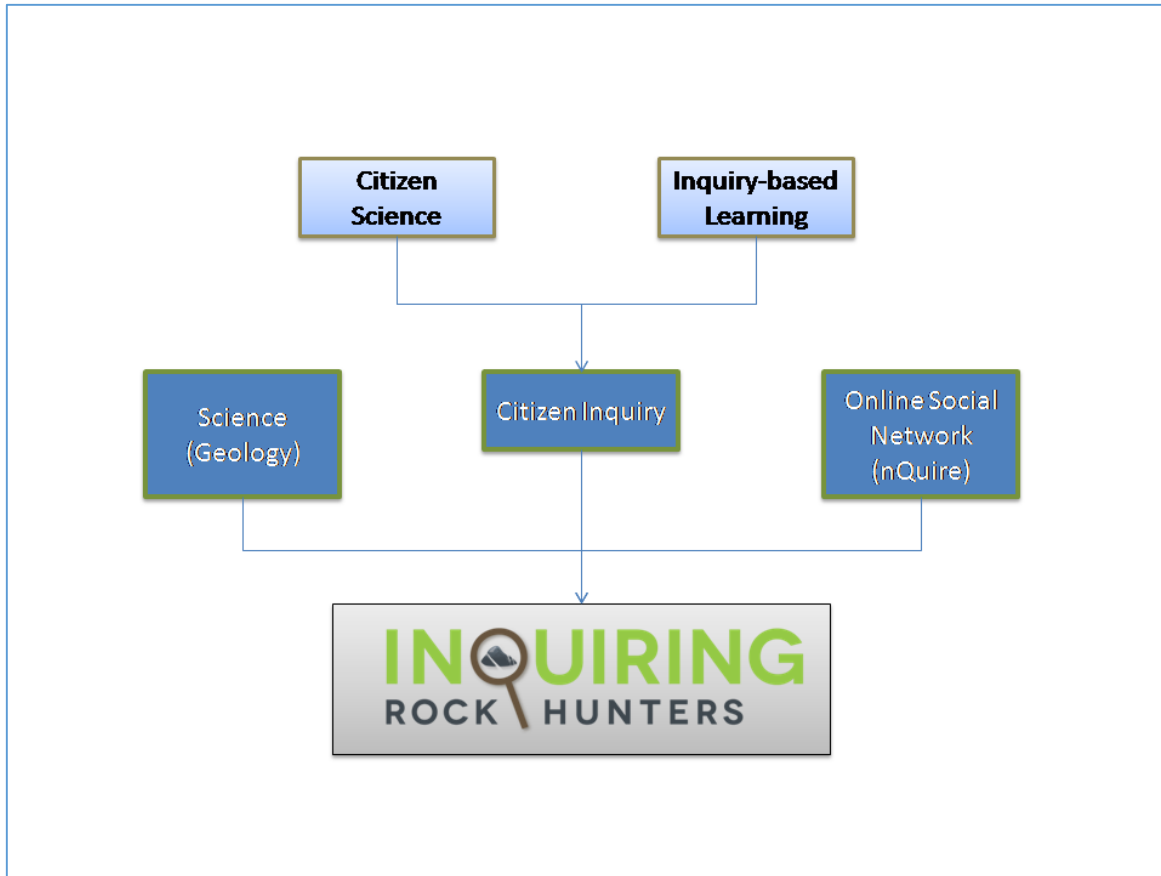 Citizen
Science
Inquiry-based
Learning
Science
(Geology)
Citizen Inquiry
Online Social
Network
(nQuire)
INQUIRING
ROCK HUNTERS